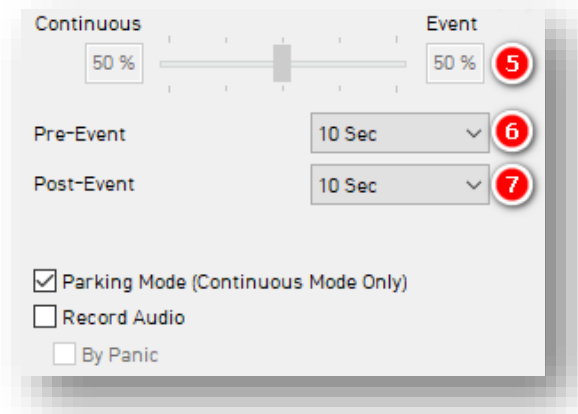 Continuous Event
50 % 50 % 5
Pre-Event 10 Sec 6
Post-Event 10 Sec 7
Parking Mode (Continuous Mode Only)
Record Audio
By Panic